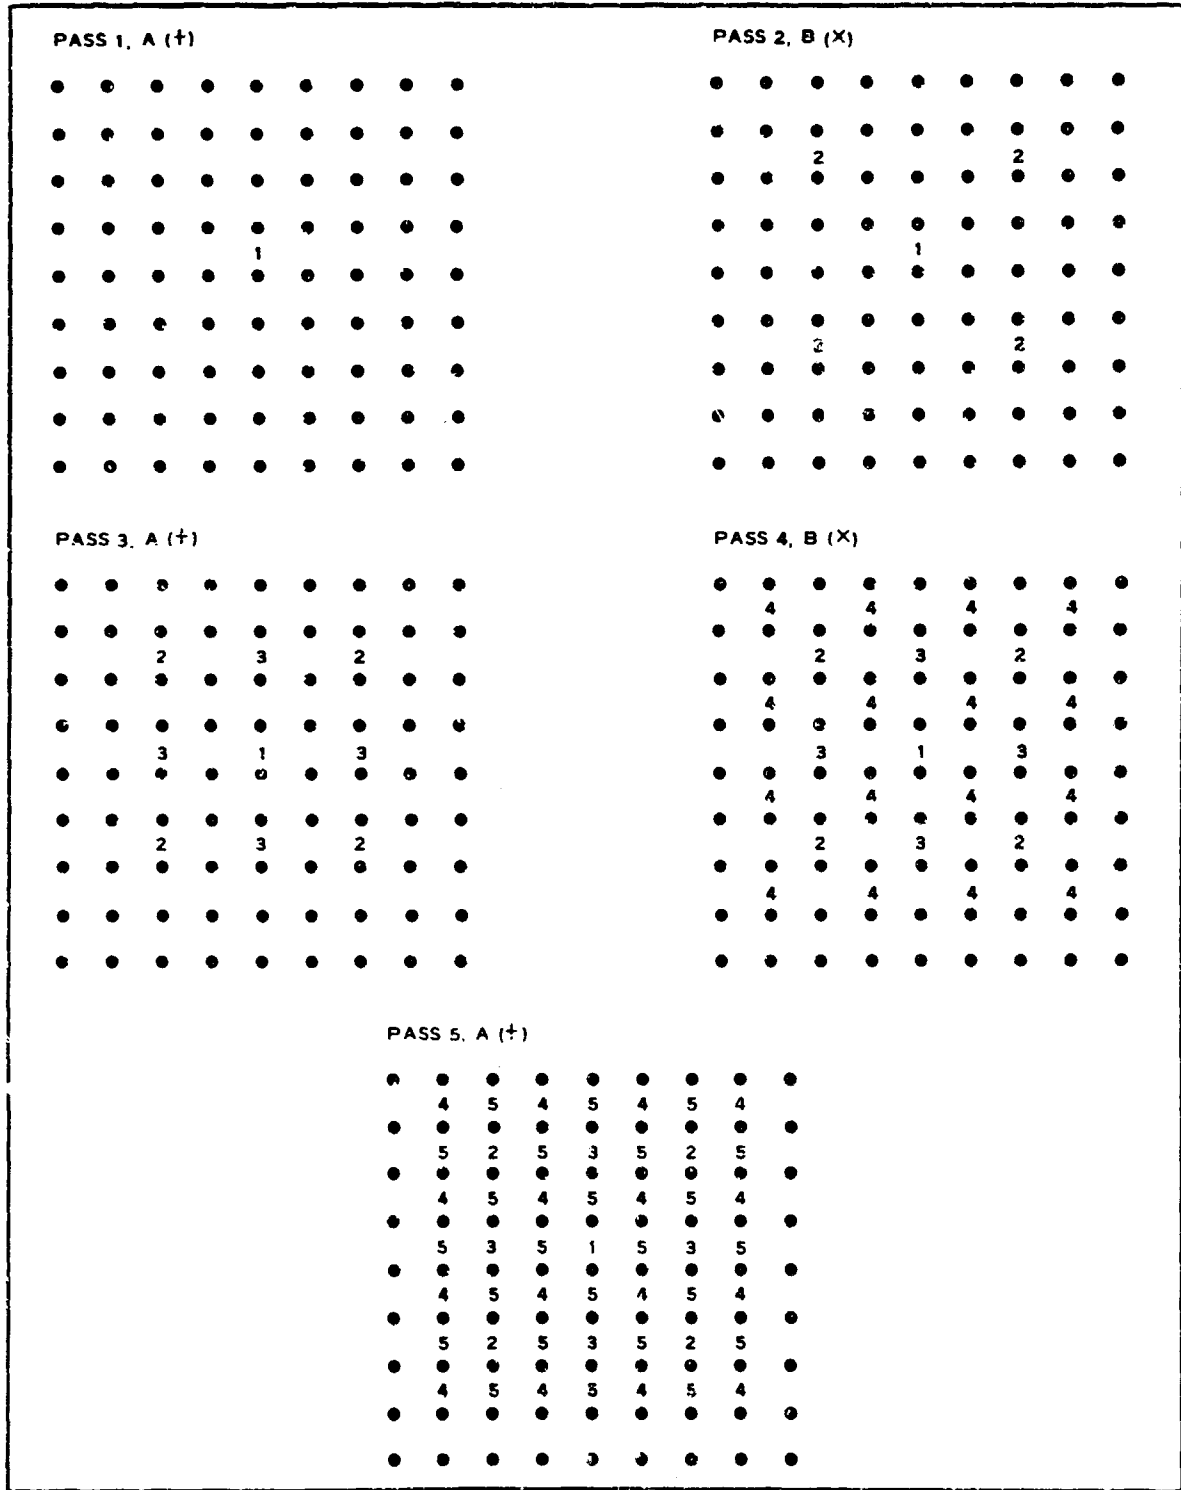 PASS 1, A (+)
1
PASS 2, B (X)
2 2
1
2 2
PASS 3, A (+)
2 3 2
3 1 3
2 3 2
PASS 4, B (X)
4 4 4 4
2 3 2
4 4 4 4
3 1 3
4 4 4 4
2 3 2
4 4 4 4
PASS 5, A (+)
4 5 4 5 4 5 4
5 2 5 3 5 2 5
4 5 4 5 4 5 4
5 3 5 1 5 3 5
4 5 4 5 4 5 4
5 2 5 3 5 2 5
4 5 4 5 4 5 4